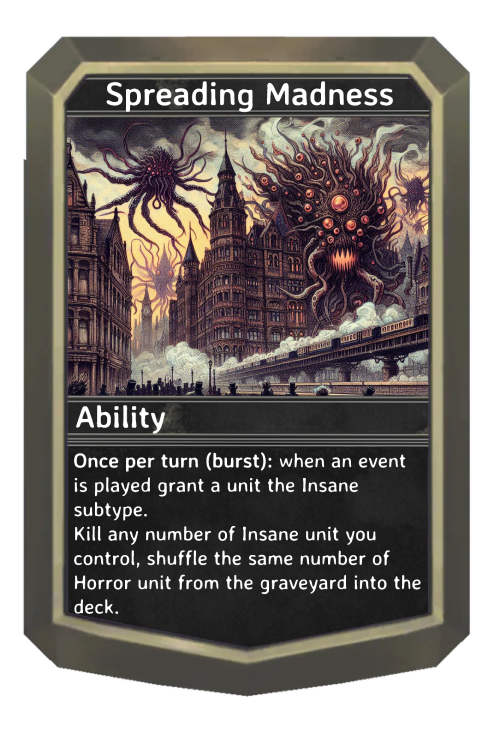 Spreading Madness
Ability
Once per turn (burst): when an event
is played grant a unit the Insane
subtype.
Kill any number of Insane unit you
control, shuffle the same number of
Horror unit from the graveyard into the
deck.